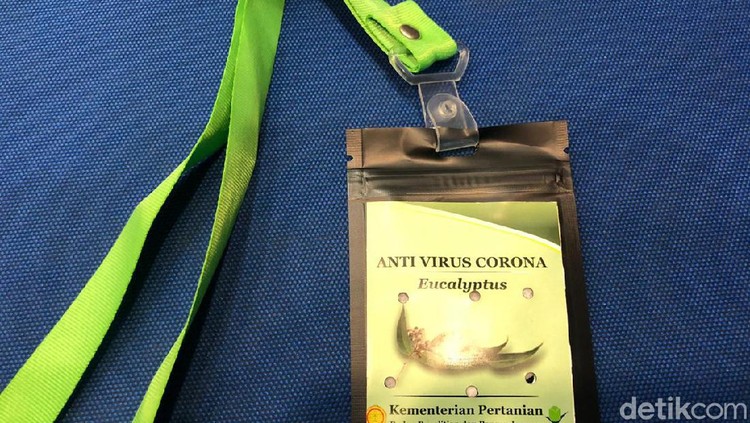 ANTI VIRUS CORONA
Eucalyptus
Kementerian Pertanian
detikcom